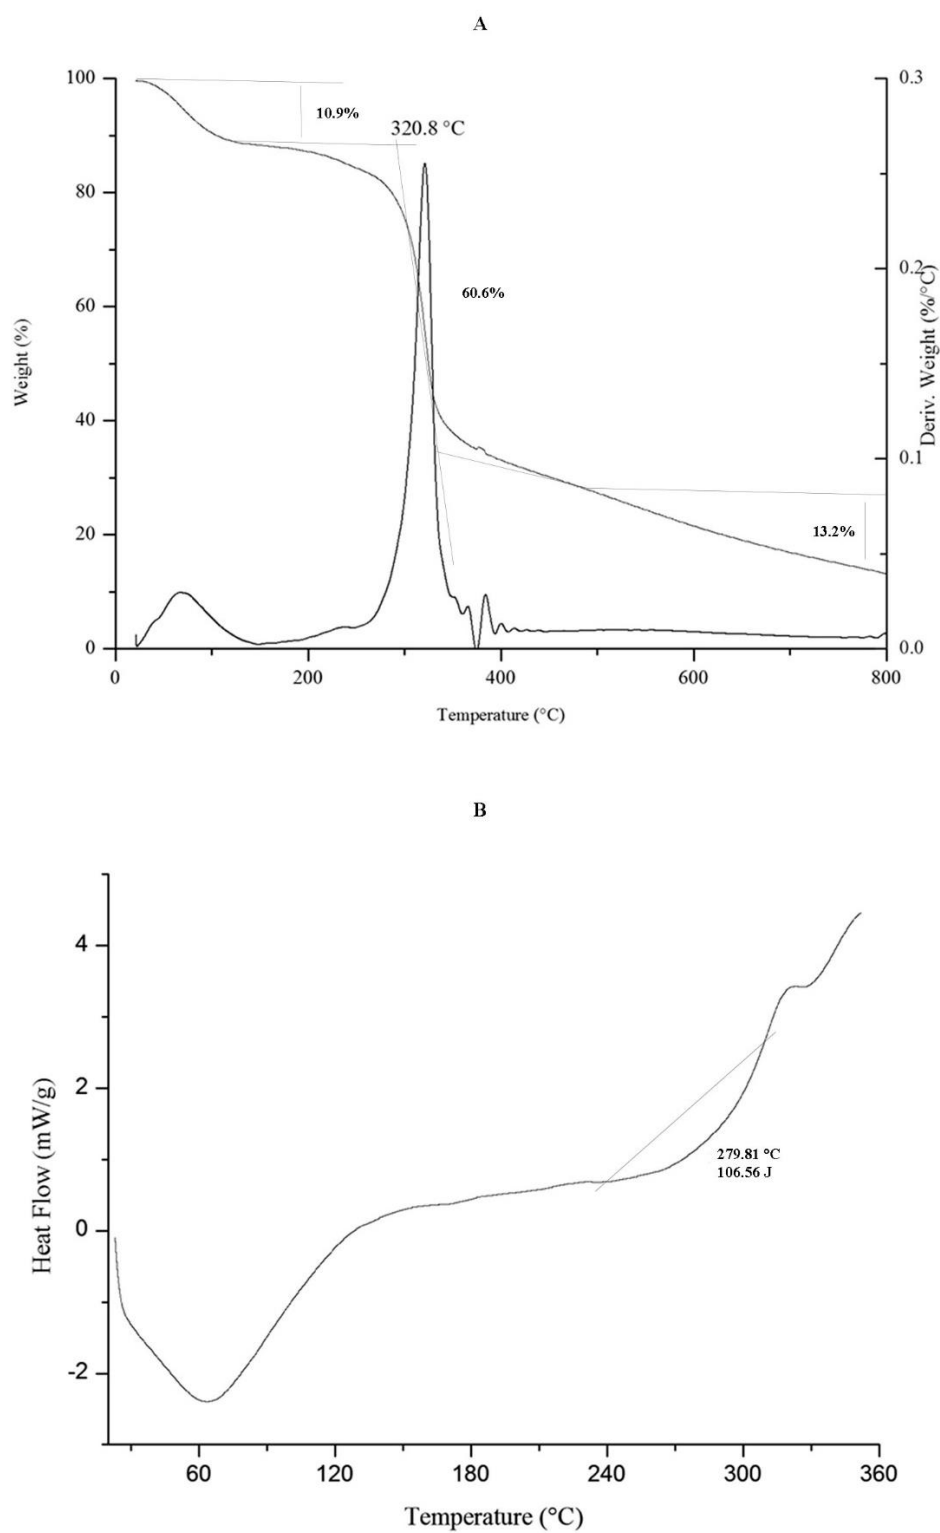 A
100
80
60
40
20
0
0.3
0.2
0.1
0.0
10.9%
320.8 °C
60.6%
13.2%
0
200
400
600
800
Weight (%)
Deriv. Weight (%/°C)
Temperature (°C)
B
4
2
0
-2
279.81 °C
106.56 J
60
120
180
240
300
360
Heat Flow (mW/g)
Temperature (°C)